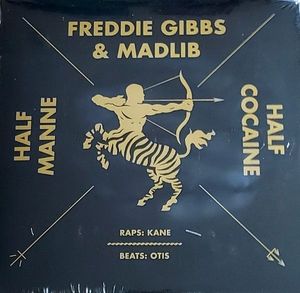 FREDDIE GIBBS
& MADLIB
HALF
MANNE
HALF
COCAINE
RAPS: KANE
BEATS: OTIS